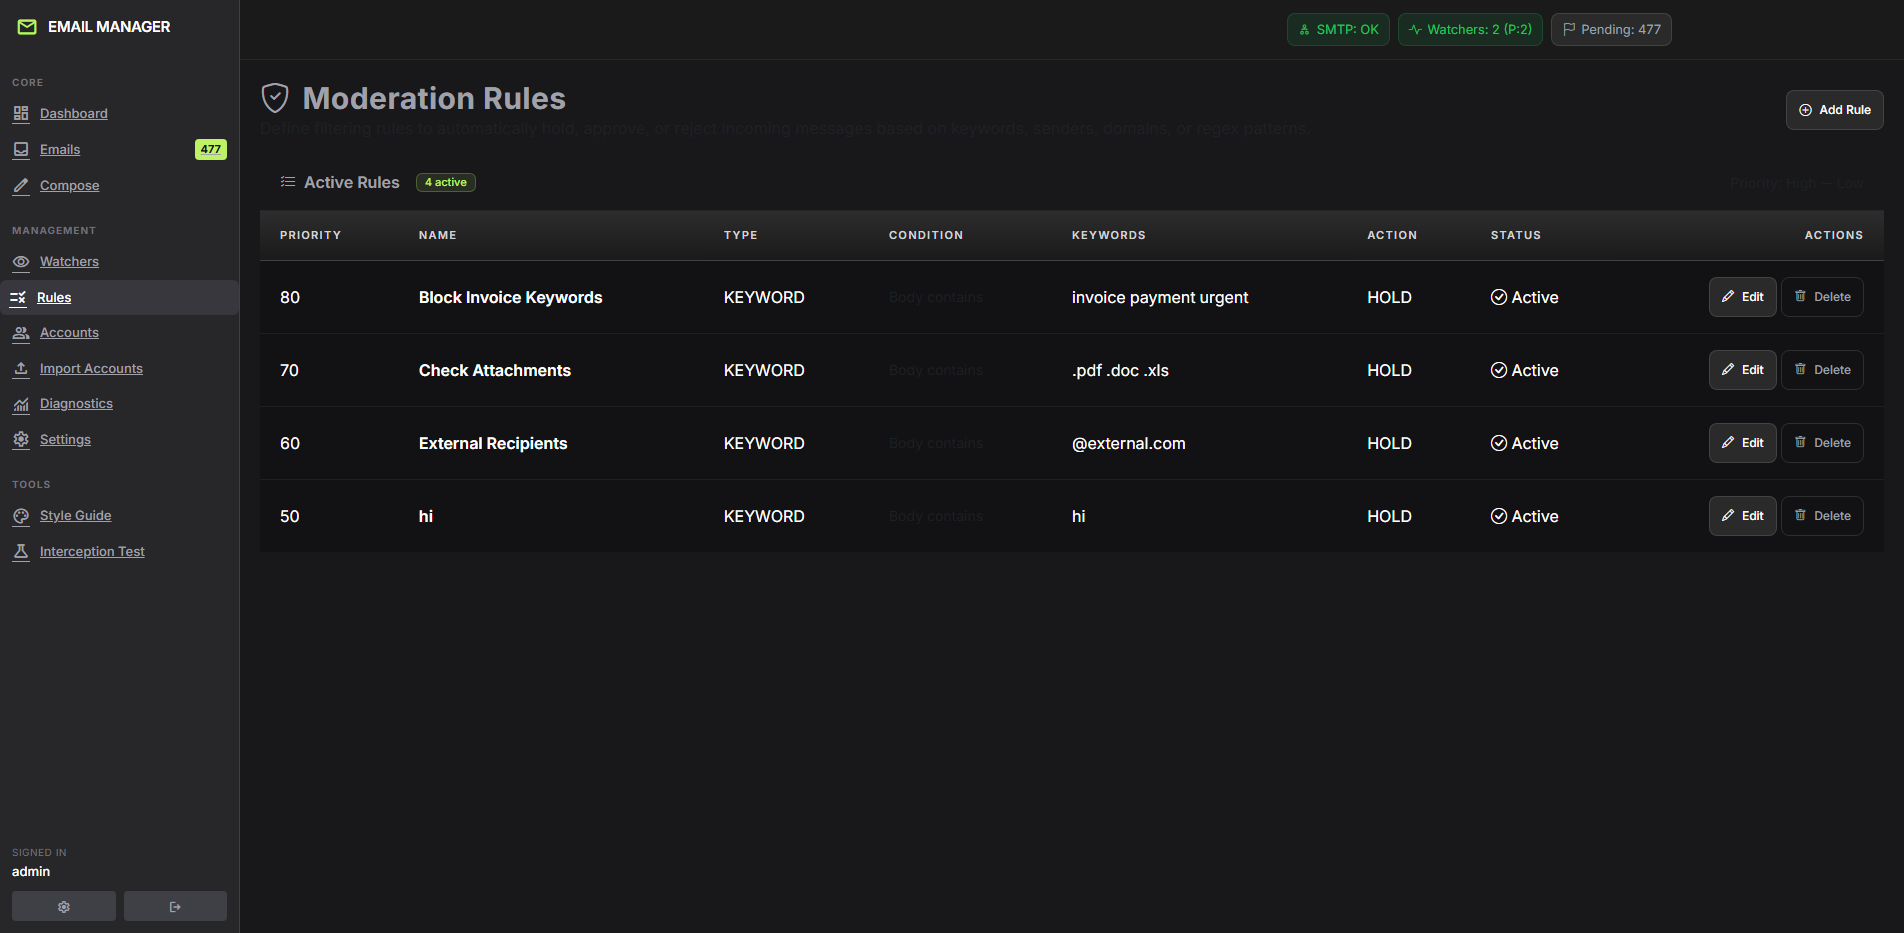 EMAIL MANAGER
SMTP: OK
Watchers: 2 (P:2)
Pending: 477
CORE
Dashboard
Emails 477
Compose
MANAGEMENT
Watchers
Rules
Accounts
Import Accounts
Diagnostics
Settings
TOOLS
Style Guide
Interception Test
SIGNED IN
admin
Moderation Rules
Define filtering rules to automatically hold, approve, or reject incoming messages based on keywords, senders, domains, or regex patterns.
Add Rule
Active Rules 4 active
Priority: High — Low
PRIORITY NAME TYPE CONDITION KEYWORDS ACTION STATUS ACTIONS
80 Block Invoice Keywords KEYWORD Body contains invoice payment urgent HOLD Active Edit Delete
70 Check Attachments KEYWORD Body contains .pdf .doc .xls HOLD Active Edit Delete
60 External Recipients KEYWORD Body contains @external.com HOLD Active Edit Delete
50 hi KEYWORD Body contains hi HOLD Active Edit Delete